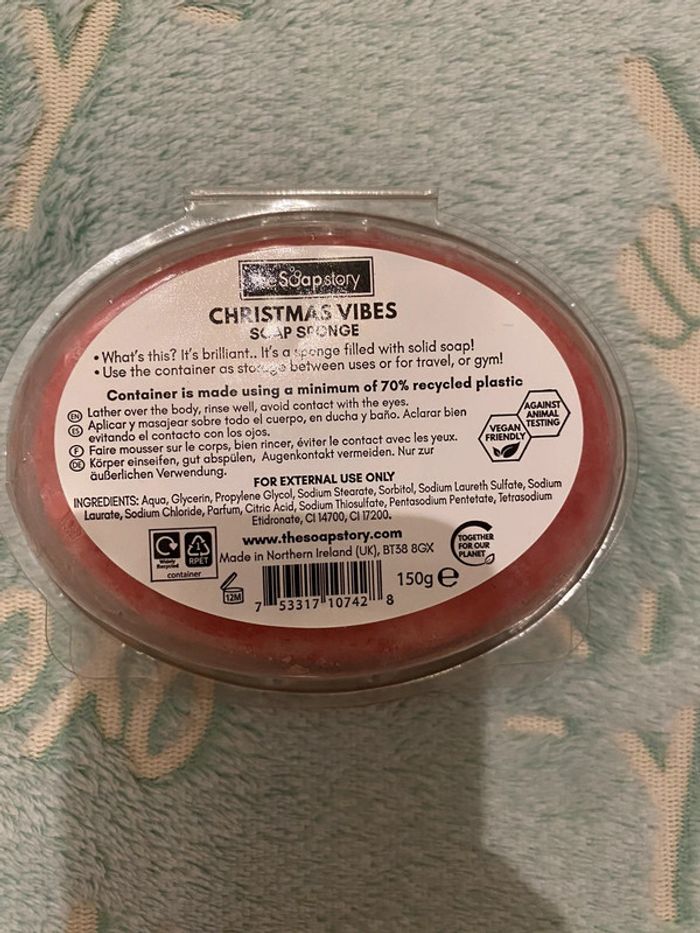 The Soapstory
CHRISTMAS VIBES
SOAP SPONGE
• What's this? It's brilliant.. It's a sponge filled with solid soap!
• Use the container as storage between uses or for travel, or gym!
Container is made using a minimum of 70% recycled plastic
EN Lather over the body, rinse well, avoid contact with the eyes.
ES Aplicar y masajear sobre todo el cuerpo, en ducha y baño. Aclarar bien
evitando el contacto con los ojos.
F Faire mousser sur le corps, bien rincer, éviter le contact avec les yeux.
DE Körper einseifen, gut abspülen, Augenkontakt vermeiden. Nur zur
äußerlichen Verwendung.
VEGAN
FRIENDLY
AGAINST
ANIMAL
TESTING
FOR EXTERNAL USE ONLY
INGREDIENTS: Aqua, Glycerin, Propylene Glycol, Sodium Stearate, Sorbitol, Sodium Laureth Sulfate, Sodium
Laurate, Sodium Chloride, Parfum, Citric Acid, Sodium Thiosulfate, Pentasodium Pentetate, Tetrasodium
Etidronate, CI 14700, CI 17200.
www.thesoapstory.com
Made in Northern Ireland (UK), BT38 8GX
Widely
Recycled
RPET
container
TOGETHER
FOR OUR
PLANET
12M
150g e
7 53317 10742 8